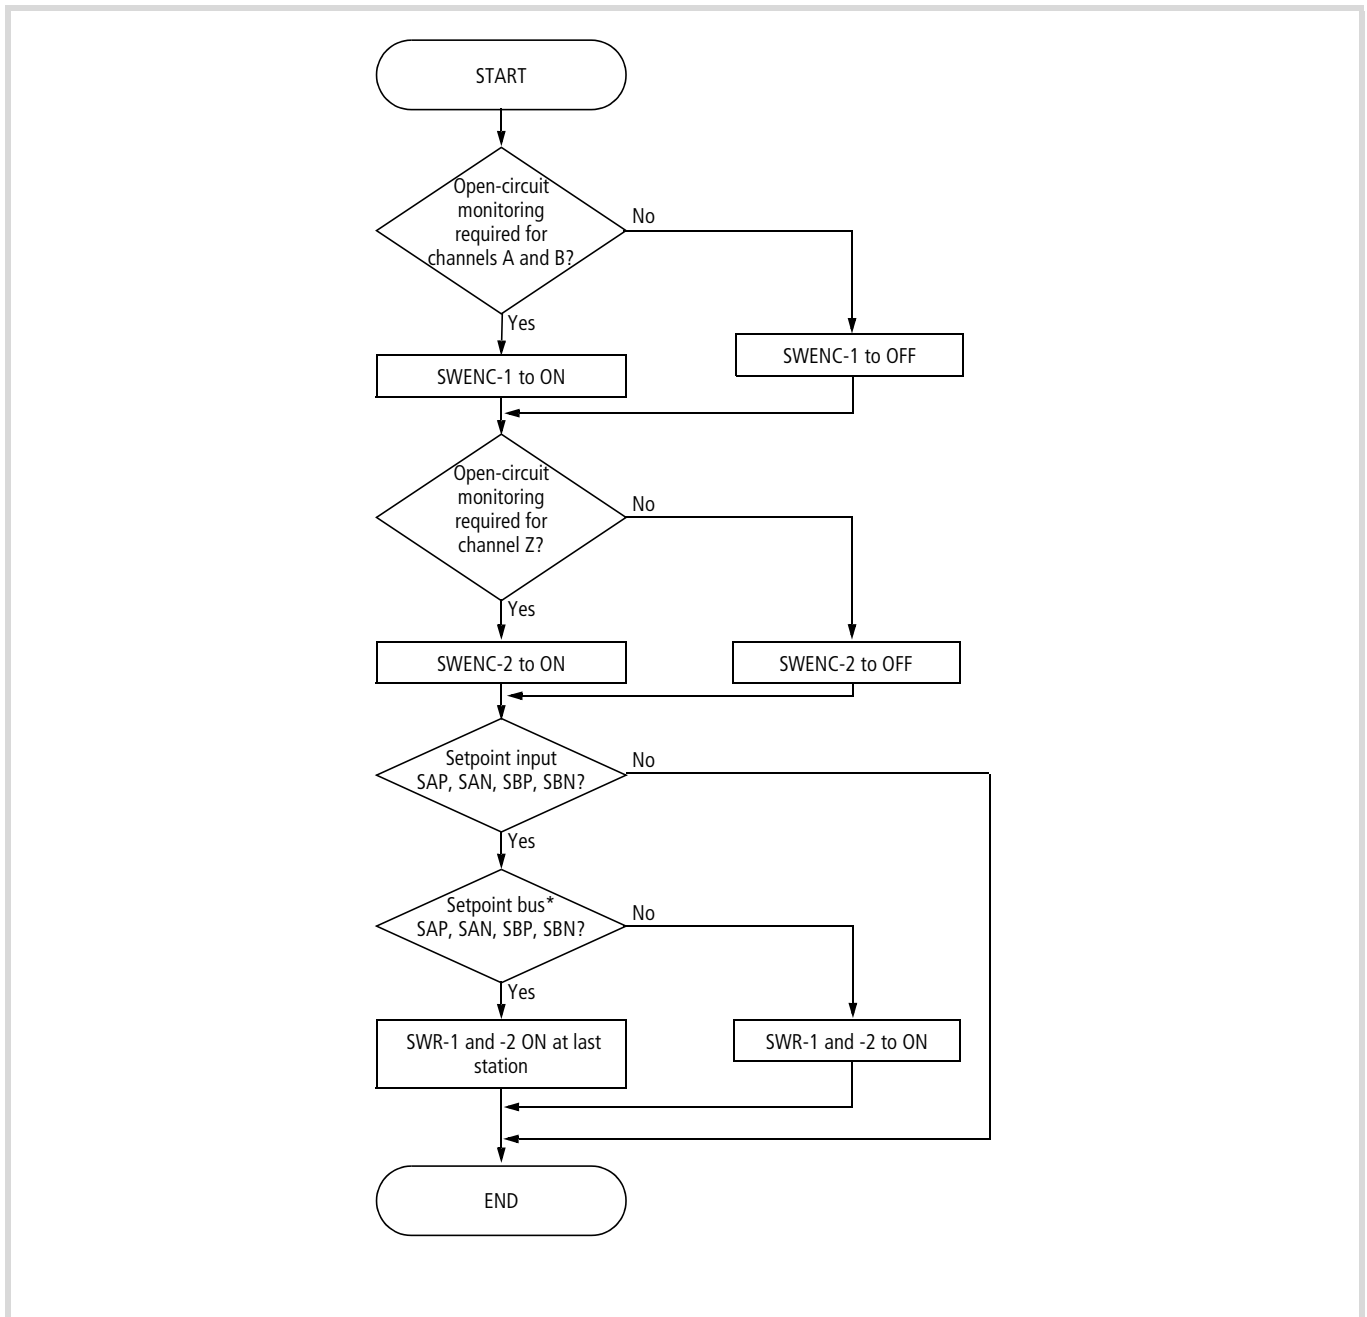 START
Open-circuit
monitoring
required for
channels A and B?
No
Yes
SWENC-1 to OFF
SWENC-1 to ON
Open-circuit
monitoring
required for
channel Z?
No
Yes
SWENC-2 to ON
SWENC-2 to OFF
Setpoint input
SAP, SAN, SBP, SBN?
No
Yes
Setpoint bus*
SAP, SAN, SBP, SBN?
No
Yes
SWR-1 and -2 ON at last
station
SWR-1 and -2 to ON
END